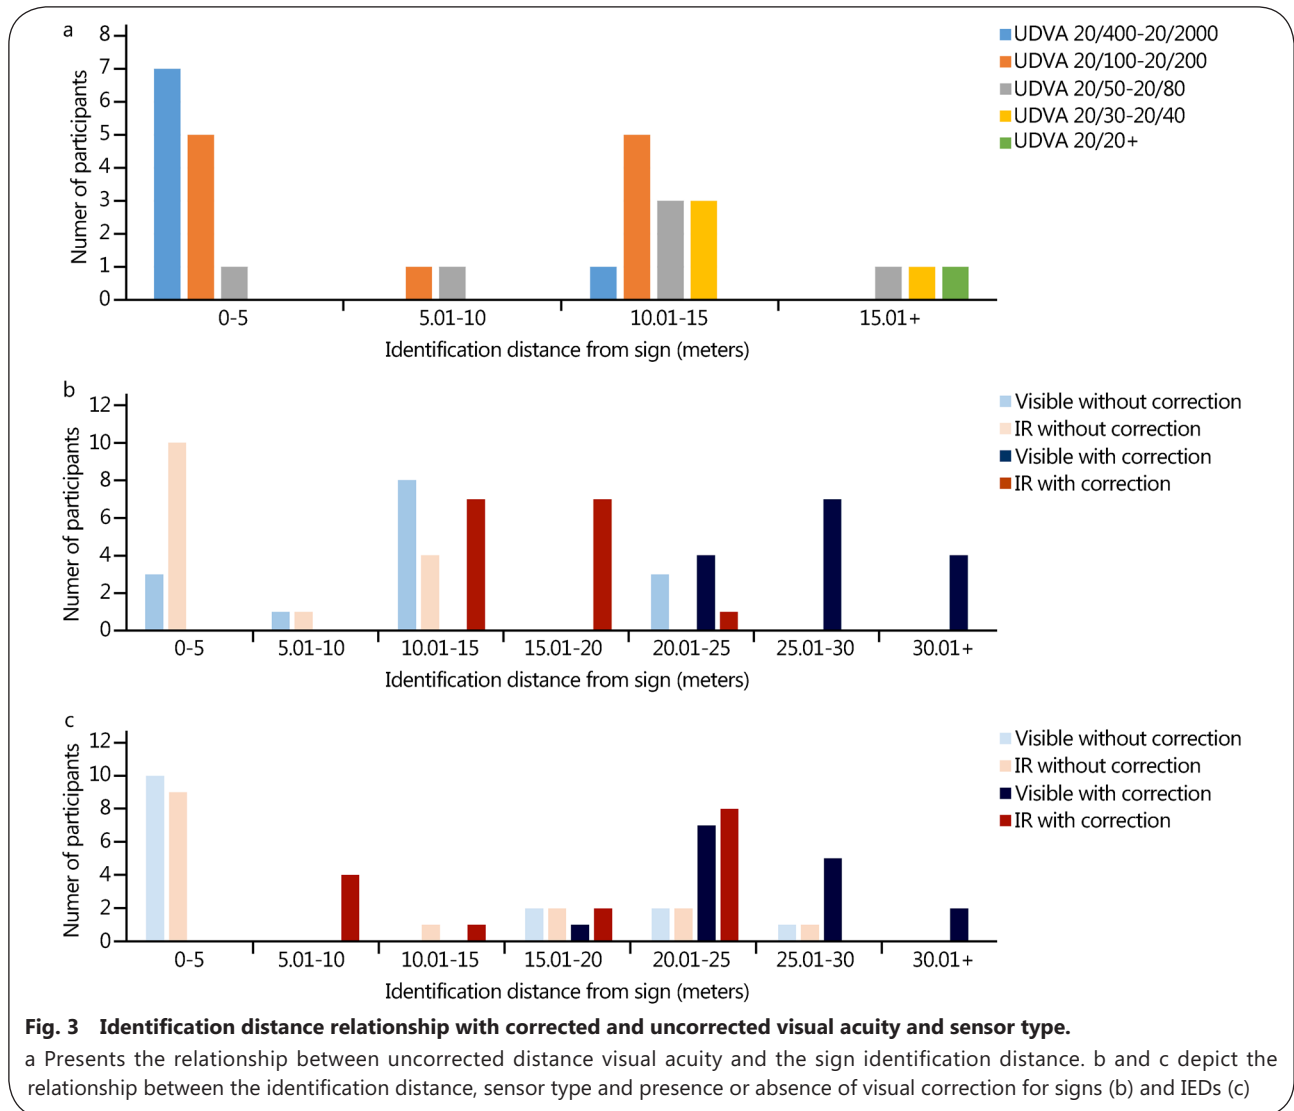 a
8
7
6
5
4
3
2
1
0
Numer of participants
0-5 5.01-10 10.01-15 15.01+
Identification distance from sign (meters)
UDVA 20/400-20/2000
UDVA 20/100-20/200
UDVA 20/50-20/80
UDVA 20/30-20/40
UDVA 20/20+
b
12
10
8
6
4
2
0
Numer of participants
0-5 5.01-10 10.01-15 15.01-20 20.01-25 25.01-30 30.01+
Identification distance from sign (meters)
Visible without correction
IR without correction
Visible with correction
IR with correction
c
12
10
8
6
4
2
0
Numer of participants
0-5 5.01-10 10.01-15 15.01-20 20.01-25 25.01-30 30.01+
Identification distance from sign (meters)
Visible without correction
IR without correction
Visible with correction
IR with correction
Fig. 3 Identification distance relationship with corrected and uncorrected visual acuity and sensor type.
a Presents the relationship between uncorrected distance visual acuity and the sign identification distance. b and c depict the
relationship between the identification distance, sensor type and presence or absence of visual correction for signs (b) and IEDs (c)